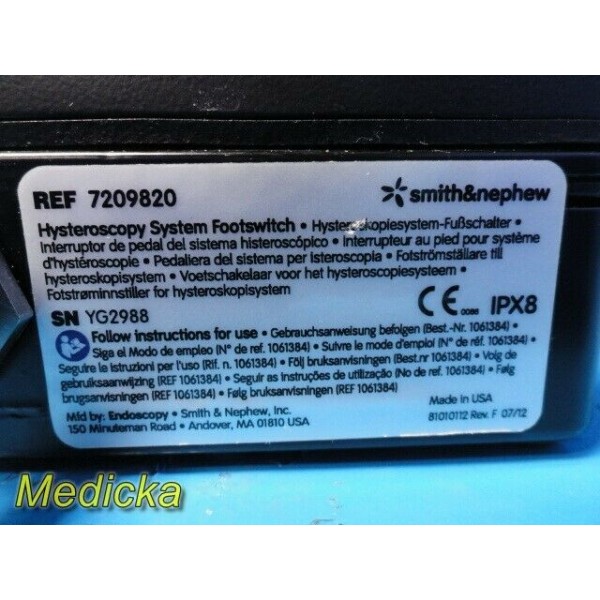 REF 7209820
smith&nephew
Hysteroscopy System Footswitch • Hysteroskopiesystem-Fußschalter •
Interruptor de pedal del sistema histeroscópico • Interrupteur au pied pour système
d'hystéroscopie • Pedaliera del sistema per isteroscopia • Fotströmställare till
hysteroskopisystem • Voetschakelaar voor het hysteroscopiesysteem •
Fotstrøminnstiller for hysteroskopisystem
SN YG2988
CE 0086 IPX8
Follow instructions for use • Gebrauchsanweisung befolgen (Best.-Nr. 1061384) •
Siga el Modo de empleo (N° de ref. 1061384) • Suivre le mode d'emploi (N° de ref. 1061384) •
Seguire le istruzioni per l'uso (Rif. n. 1061384) • Följ bruksanvisningen (Best.nr 1061384) • Volg de
gebruiksaanwijzing (REF 1061384) • Seguir as instruções de utilização (No de ref. 1061384) • Følg
brugsanvisningen (REF 1061384) • Følg bruksanvisningen (REF 1061384)
Mfd by: Endoscopy • Smith & Nephew, Inc.
150 Minuteman Road • Andover, MA 01810 USA
Made in USA
81010112 Rev. F 07/12
Medicka